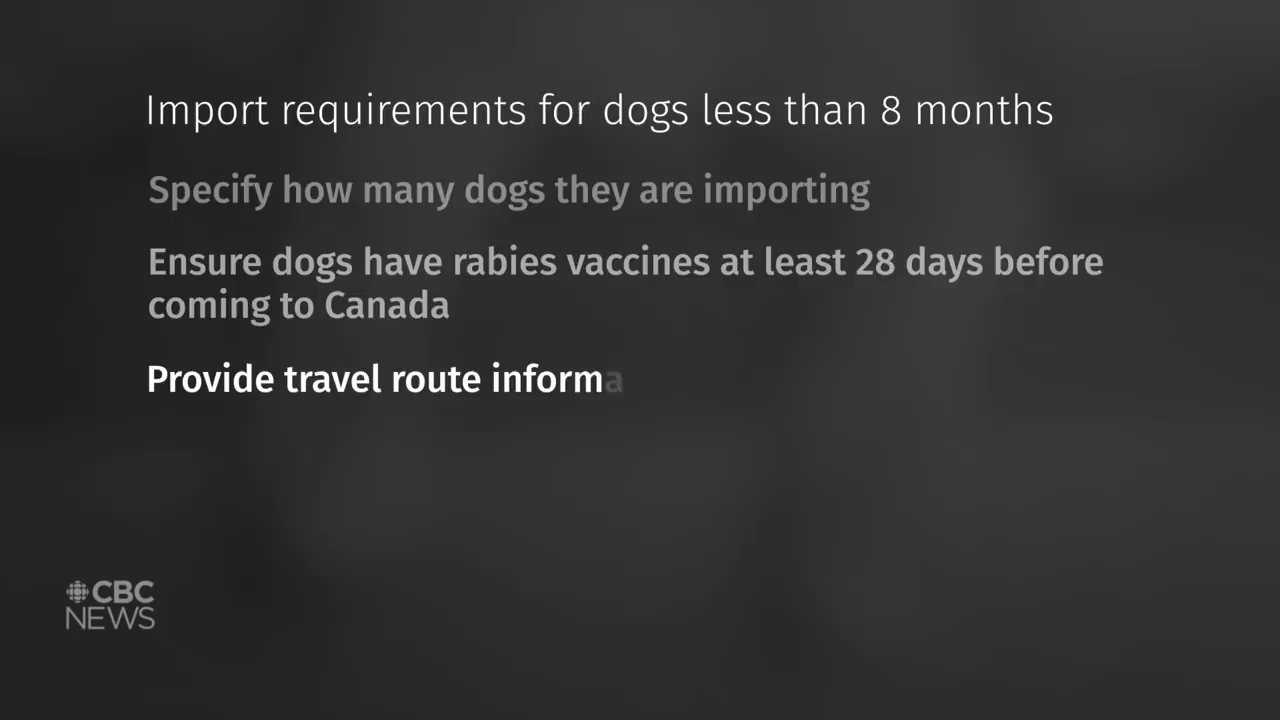 Import requirements for dogs less than 8 months
Specify how many dogs they are importing
Ensure dogs have rabies vaccines at least 28 days before
coming to Canada
Provide travel route informa
CBC
NEWS